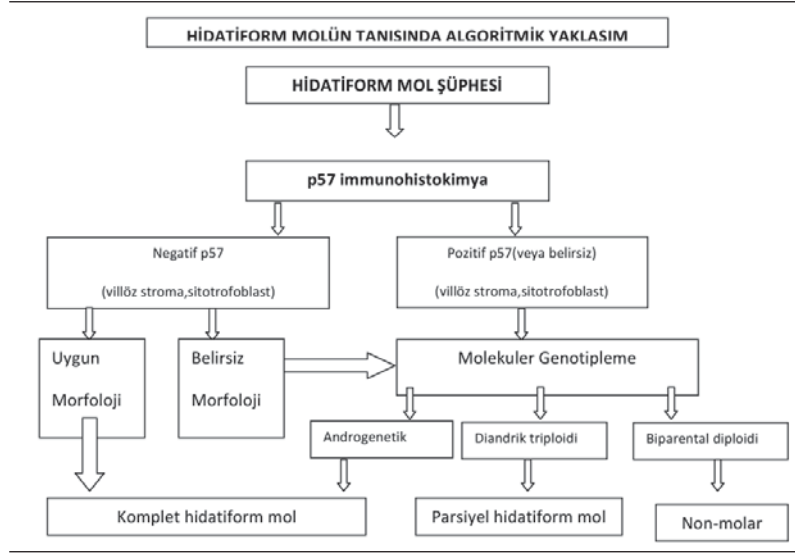 HİDATİFORM MOLÜN TANISINDA ALGORİTMİK YAKLASIM
HİDATİFORM MOL ŞÜPHESİ
p57 immunohistokimya
Negatif p57
(villöz stroma,sitotrofoblast)
Pozitif p57(veya belirsiz)
(villöz stroma,sitotrofoblast)
Uygun
Morfoloji
Belirsiz
Morfoloji
Molekuler Genotipleme
Androgenetik
Diandrik triploidi
Biparental diploidi
Komplet hidatiform mol
Parsiyel hidatiform mol
Non-molar